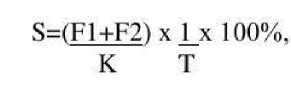 S=(F1+F2) x 1 x 100%,
K T